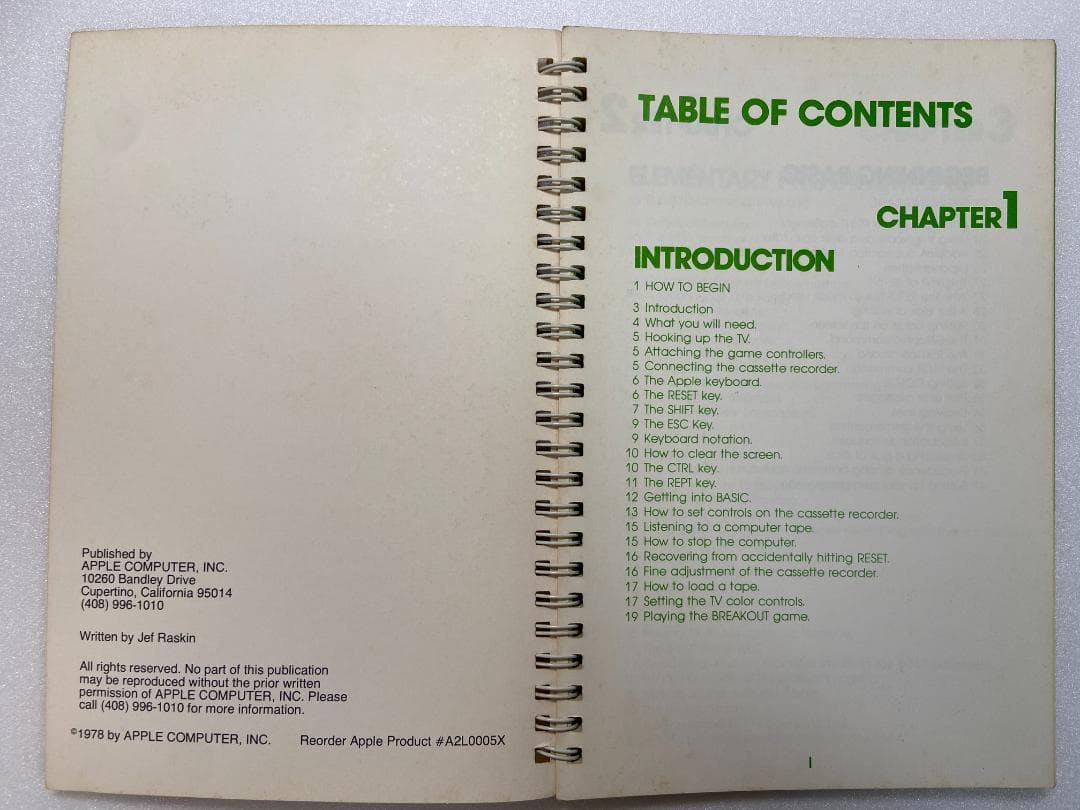 Published by
APPLE COMPUTER, INC.
10260 Bandley Drive
Cupertino, California 95014
(408) 996-1010
Written by Jef Raskin
All rights reserved. No part of this publication
may be reproduced without the prior written
permission of APPLE COMPUTER, INC. Please
call (408) 996-1010 for more information.
©1978 by APPLE COMPUTER, INC. Reorder Apple Product #A2L0005X
TABLE OF CONTENTS
CHAPTER 1
INTRODUCTION
1 HOW TO BEGIN
3 Introduction
4 What you will need.
5 Hooking up the TV.
5 Attaching the game controllers.
5 Connecting the cassette recorder.
6 The Apple keyboard.
6 The RESET key.
7 The SHIFT key.
9 The ESC Key.
9 Keyboard notation.
10 How to clear the screen.
10 The CTRL key.
11 The REPT key.
12 Getting into BASIC.
13 How to set controls on the cassette recorder.
15 Listening to a computer tape.
15 How to stop the computer.
16 Recovering from accidentally hitting RESET.
16 Fine adjustment of the cassette recorder.
17 How to load a tape.
17 Setting the TV color controls.
19 Playing the BREAKOUT game.
I